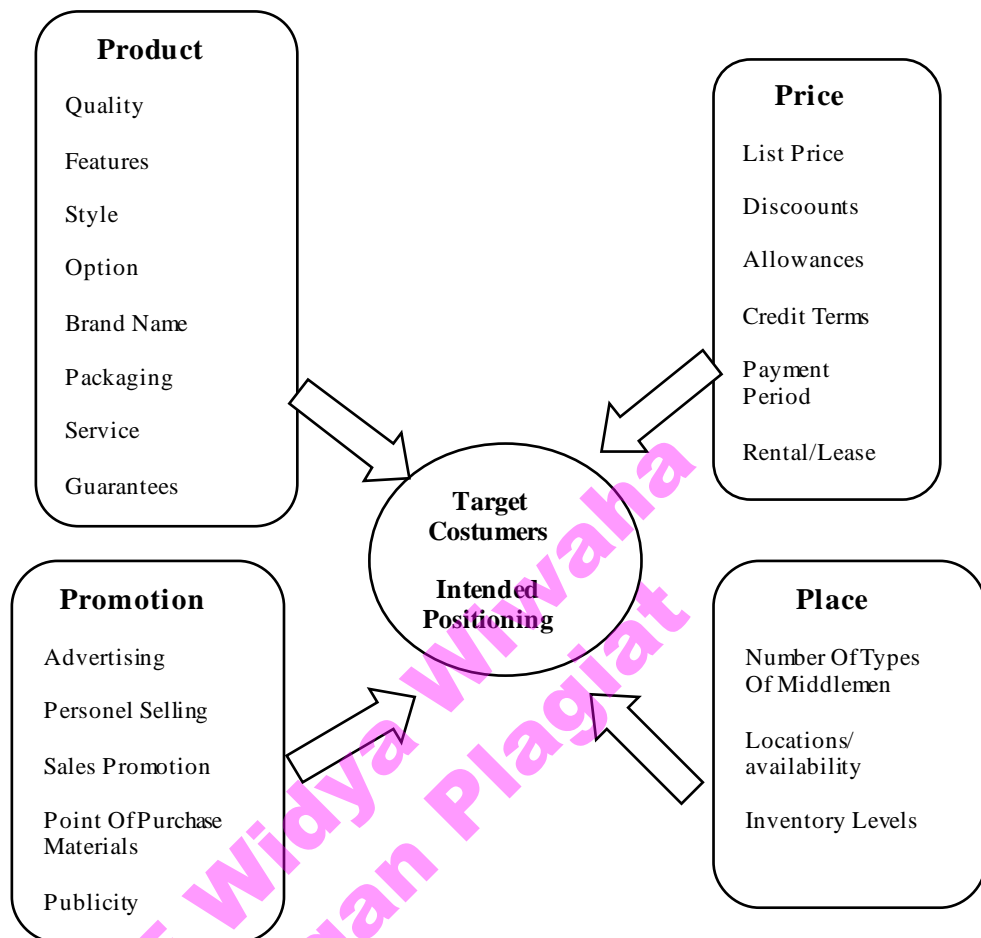 Product
Quality
Features
Style
Option
Brand Name
Packaging
Service
Guarantees
Price
List Price
Discoounts
Allowances
Credit Terms
Payment
Period
Rental/Lease
Target
Costumers
Intended
Positioning
Promotion
Advertising
Personel Selling
Sales Promotion
Point Of Purchase
Materials
Publicity
Place
Number Of Types
Of Middlemen
Locations/
availability
Inventory Levels
Widya Wiwaha
Plagiat